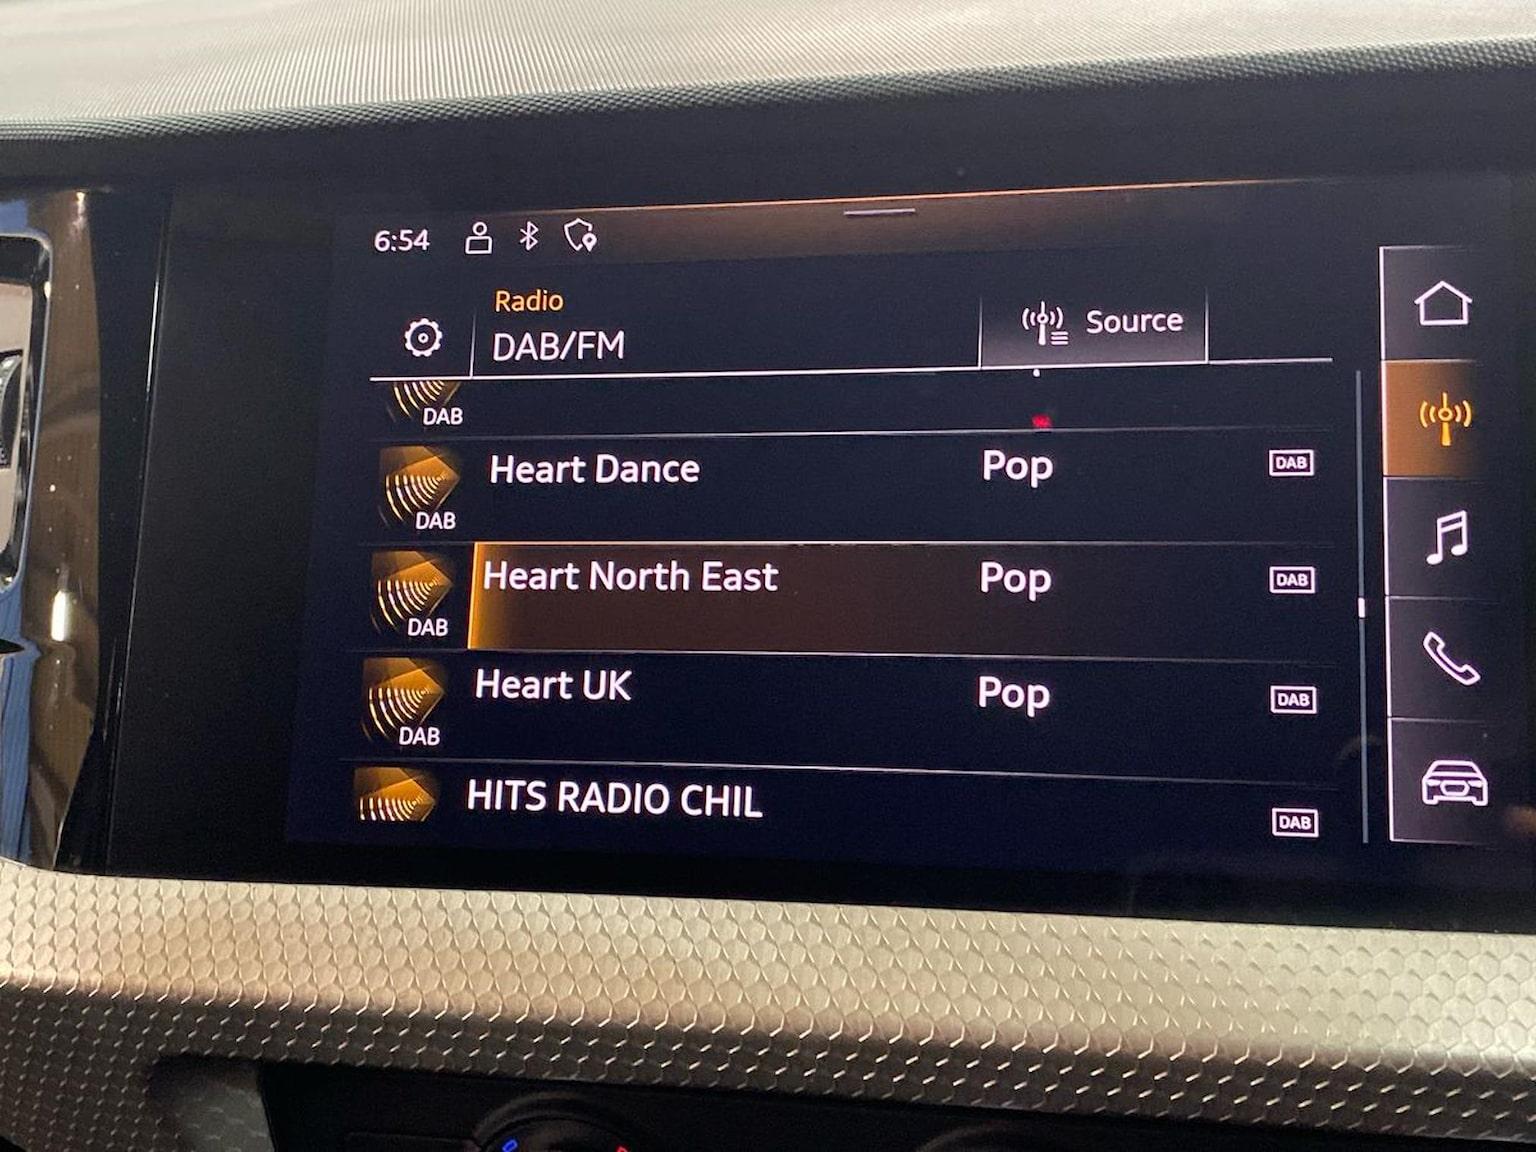 6:54
Radio
DAB/FM
Source
DAB
Heart Dance Pop DAB
DAB
Heart North East Pop DAB
DAB
Heart UK Pop DAB
DAB
HITS RADIO CHIL DAB